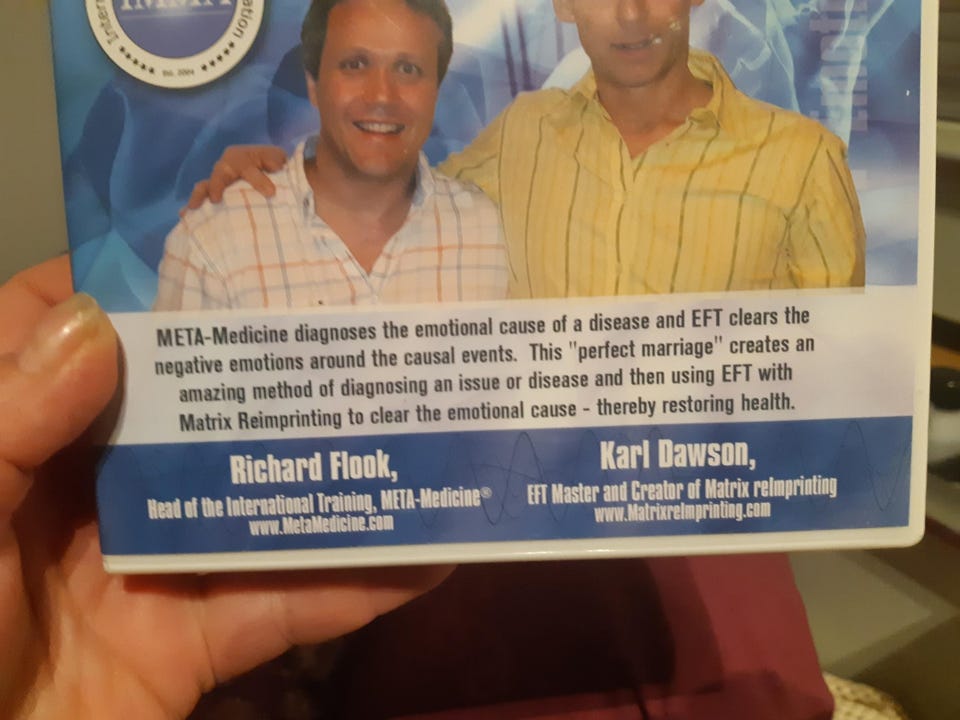 IMMA
Est. 2004
META-Medicine diagnoses the emotional cause of a disease and EFT clears the
negative emotions around the causal events. This "perfect marriage" creates an
amazing method of diagnosing an issue or disease and then using EFT with
Matrix Reimprinting to clear the emotional cause - thereby restoring health.
Richard Flook,
Head of the International Training, META-Medicine®
www.MetaMedicine.com
Karl Dawson,
EFT Master and Creator of Matrix reImprinting
www.MatrixreImprinting.com